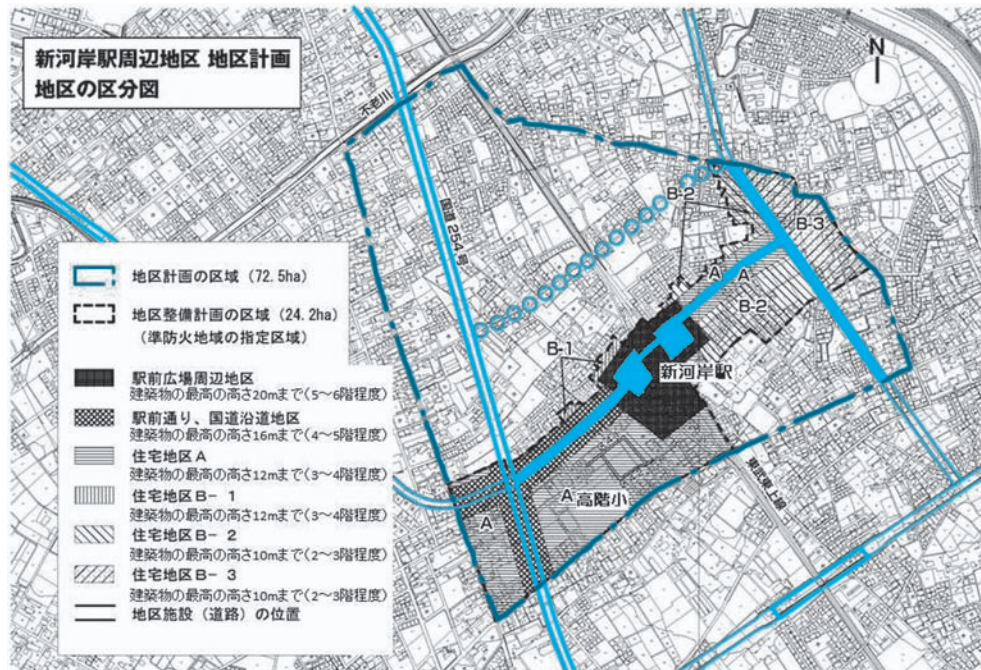 新河岸駅周辺地区 地区計画
地区の区分図
N
不老川
国道254号
B-2
B-3
A
A
B-2
B-1
新河岸駅
A
高階小
A
東武東上線
地区計画の区域（72.5ha）
地区整備計画の区域（24.2ha）
（準防火地域の指定区域）
駅前広場周辺地区
建築物の最高の高さ20mまで（5～6階程度）
駅前通り、国道沿道地区
建築物の最高の高さ16mまで（4～5階程度）
住宅地区A
建築物の最高の高さ12mまで（3～4階程度）
住宅地区B- 1
建築物の最高の高さ12mまで（3～4階程度）
住宅地区B- 2
建築物の最高の高さ10mまで（2～3階程度）
住宅地区B- 3
建築物の最高の高さ10mまで（2～3階程度）
地区施設（道路）の位置